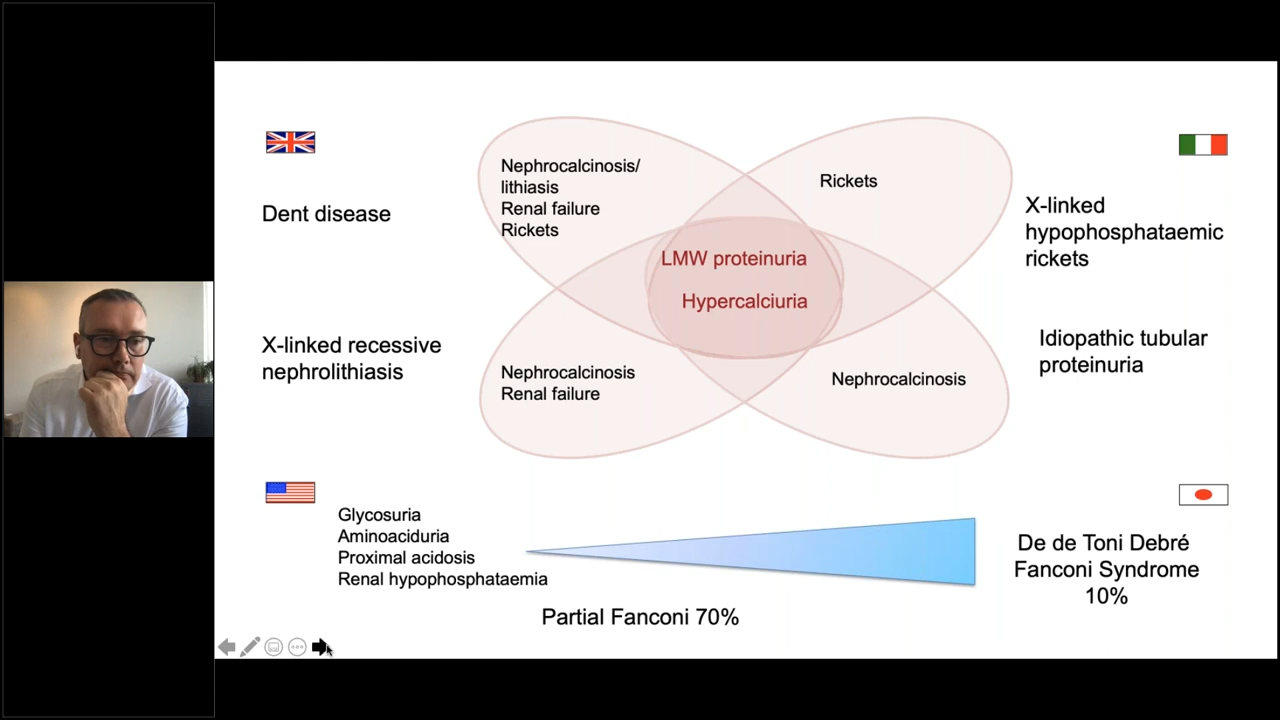 Dent disease
Nephrocalcinosis/
lithiasis
Renal failure
Rickets
Rickets
X-linked
hypophosphataemic
rickets
LMW proteinuria
Hypercalciuria
X-linked recessive
nephrolithiasis
Nephrocalcinosis
Renal failure
Nephrocalcinosis
Idiopathic tubular
proteinuria
Glycosuria
Aminoaciduria
Proximal acidosis
Renal hypophosphataemia
Partial Fanconi 70%
De de Toni Debré
Fanconi Syndrome
10%